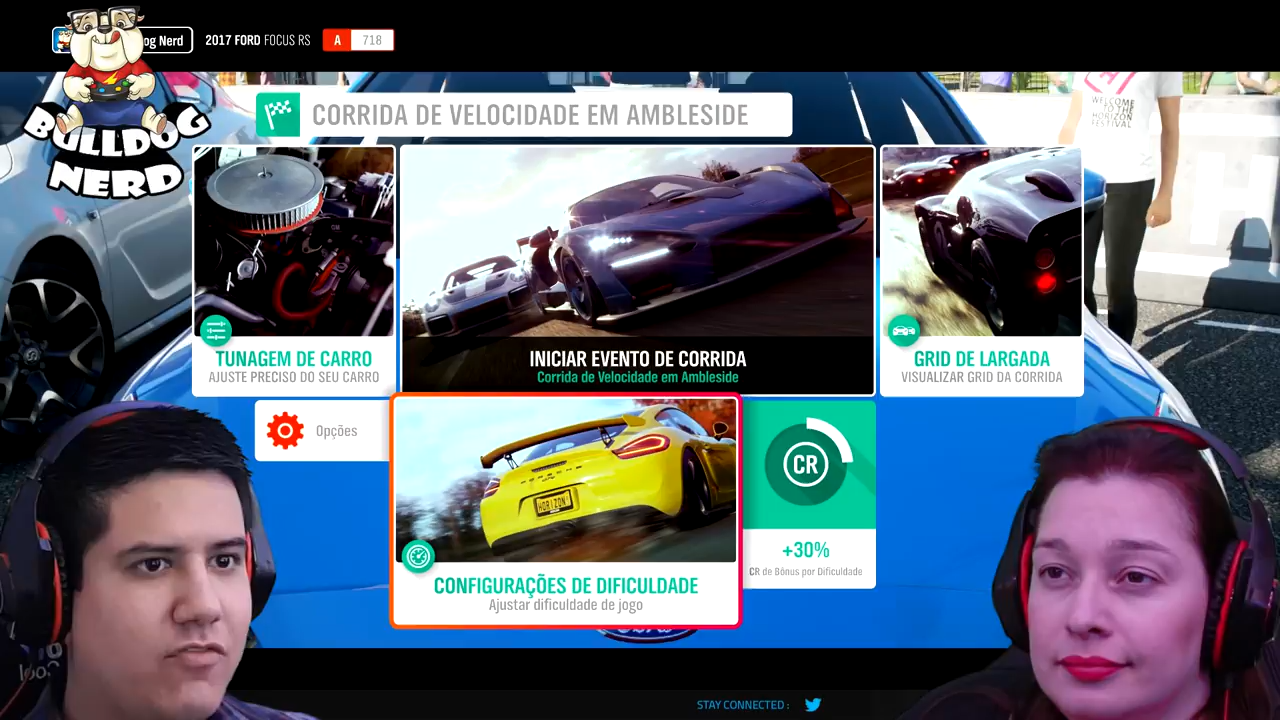 og Nerd
2017 FORD FOCUS RS
A 718
BULLDOG
NERD
CORRIDA DE VELOCIDADE EM AMBLESIDE
WELCOME
TO THE
HORIZON
FESTIVAL
TUNAGEM DE CARRO
AJUSTE PRECISO DO SEU CARRO
INICIAR EVENTO DE CORRIDA
Corrida de Velocidade em Ambleside
GRID DE LARGADA
VISUALIZAR GRID DA CORRIDA
Opções
PORSCHE
HORIZON
CR
+30%
CR de Bônus por Dificuldade
CONFIGURAÇÕES DE DIFICULDADE
Ajustar dificuldade de jogo
STAY CONNECTED :